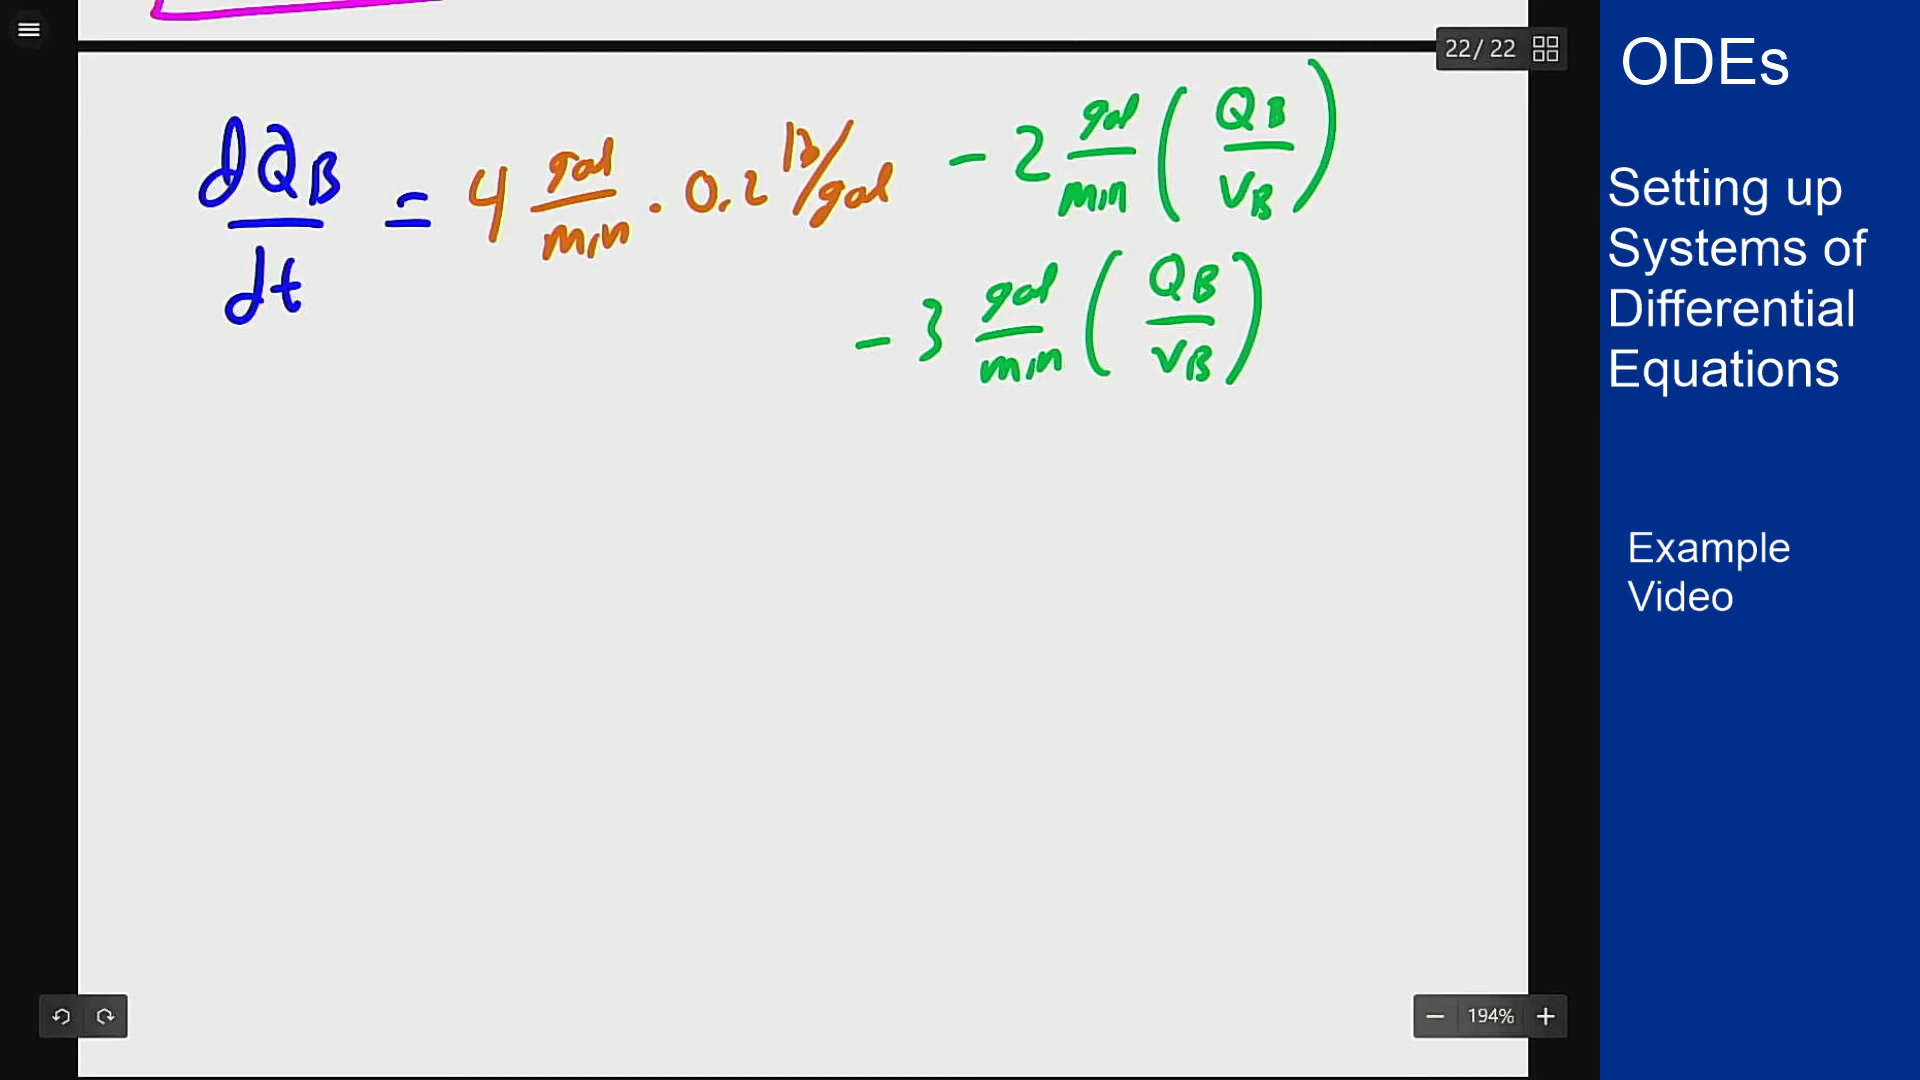 22 / 22
dQB/dt = 4 gal/min · 0.2 lb/gal - 2 gal/min (QB/VB)
- 3 gal/min (QB/VB)
194%
ODEs
Setting up
Systems of
Differential
Equations
Example
Video